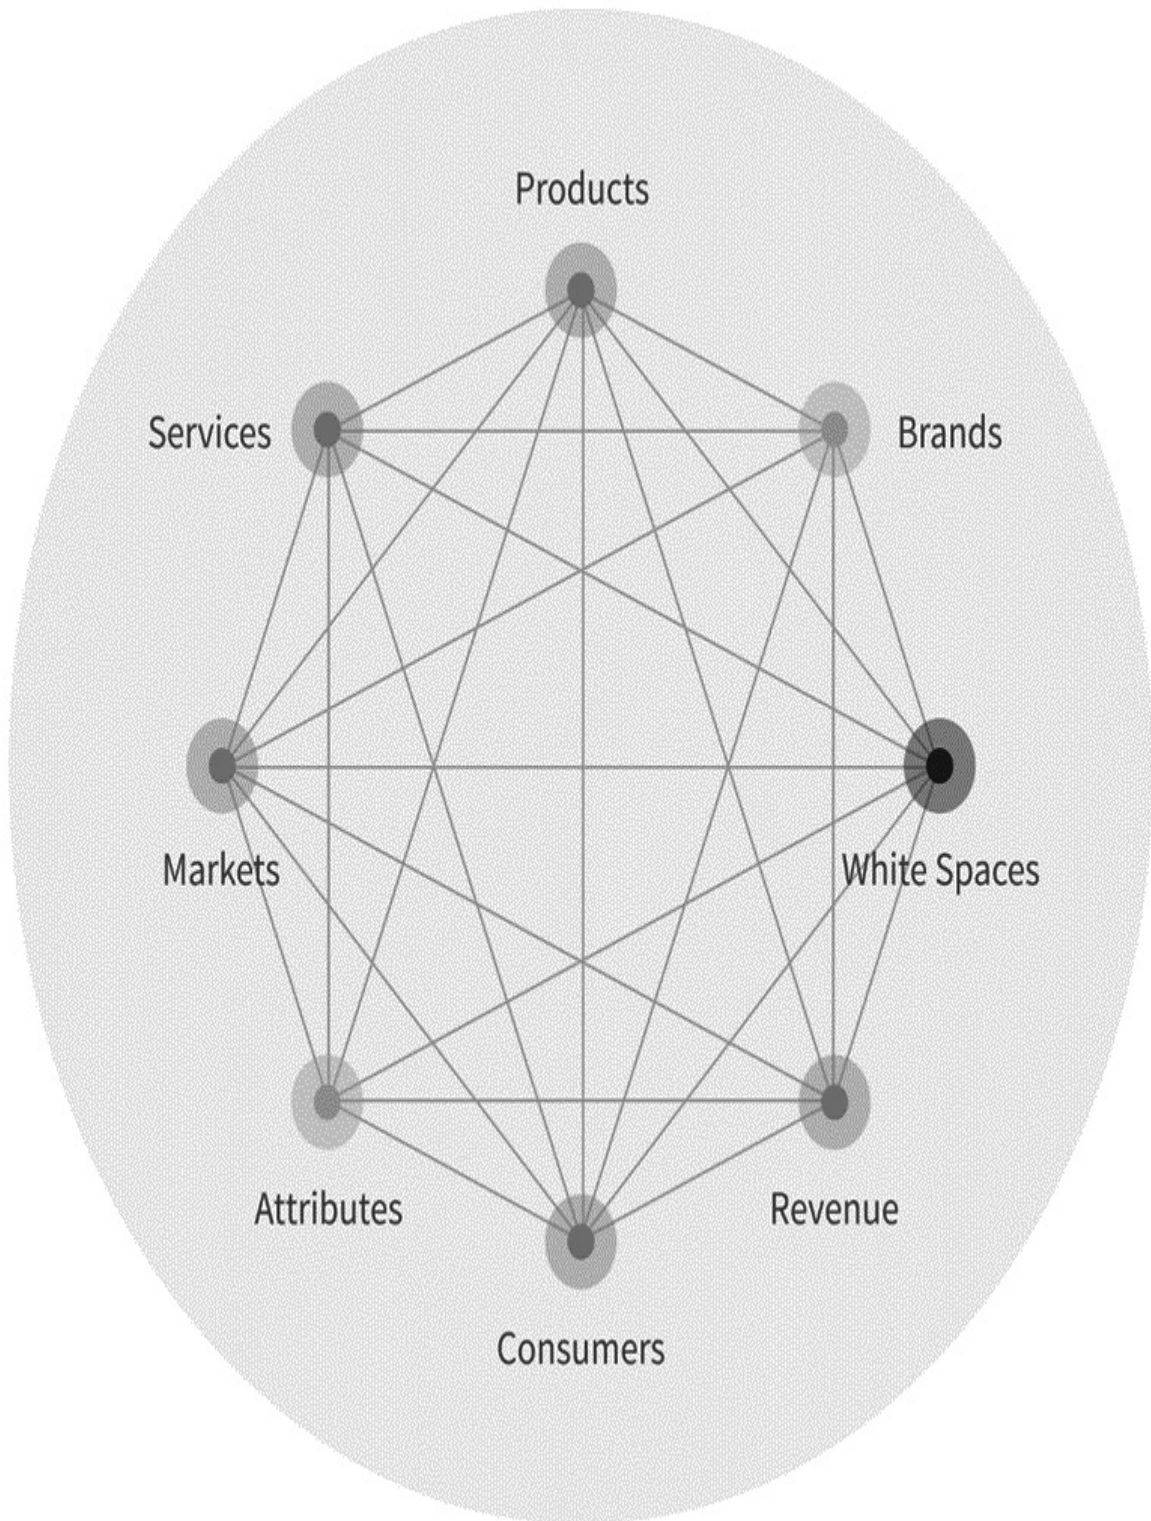 Products
Services
Brands
Markets
White Spaces
Attributes
Revenue
Consumers